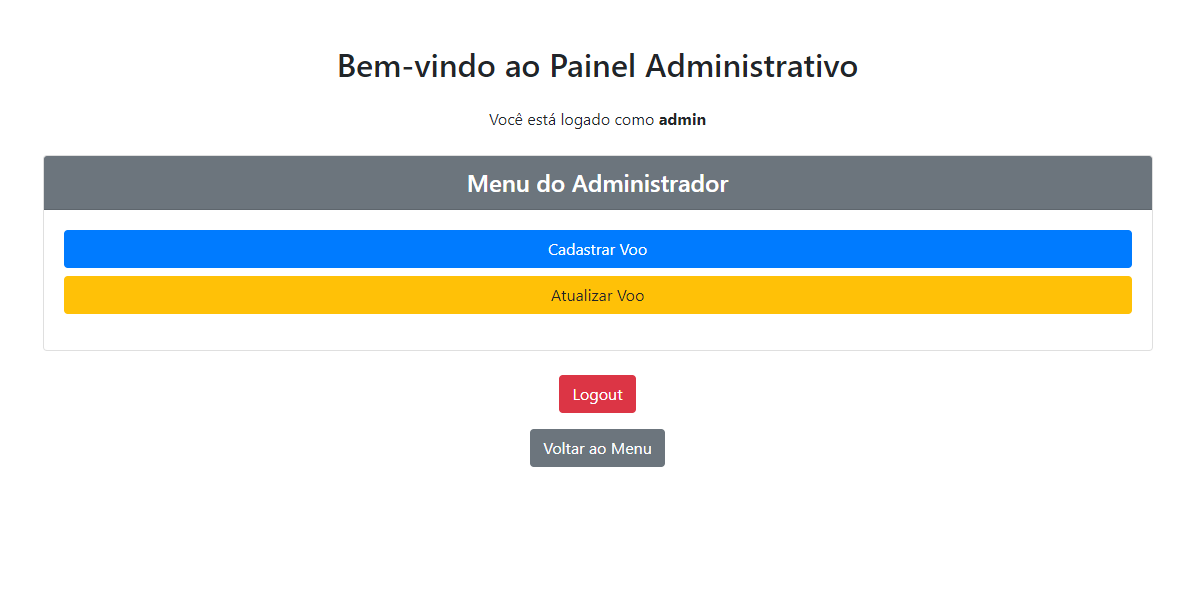 Bem-vindo ao Painel Administrativo
Você está logado como admin
Menu do Administrador
Cadastrar Voo
Atualizar Voo
Logout
Voltar ao Menu